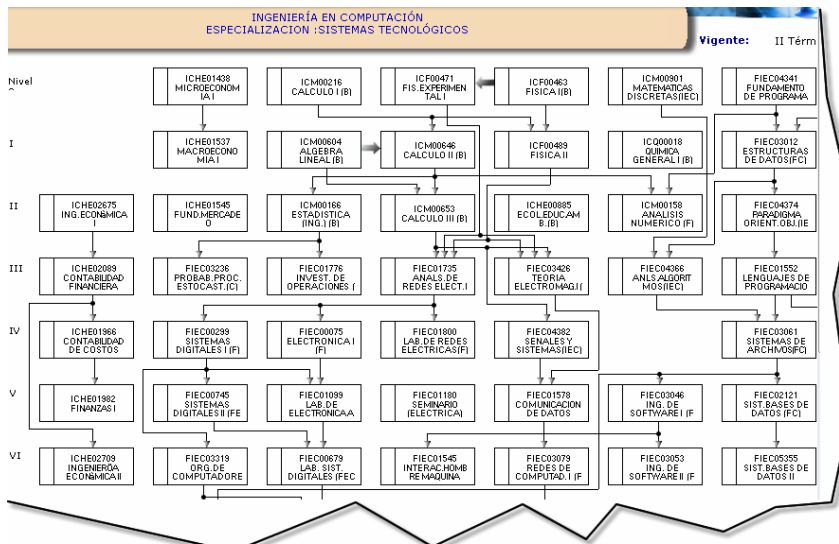 INGENIERÍA EN COMPUTACIÓN
ESPECIALIZACION :SISTEMAS TECNOLÓGICOS
Vigente: II Térm
Nivel
ICHE01438
MICROECONOM
IA I
ICM00216
CALCULO I (B)
ICF00471
FIS.EXPERIMEN
TAL I
ICF00463
FISICA I(B)
ICM00901
MATEMATICAS
DISCRETAS(IEC)
FIEC04341
FUNDAMENTO
DE PROGRAMA
I
ICHE01537
MACROECONO
MIA I
ICM00604
ALGEBRA
LINEAL (B)
ICM00646
CALCULO II (B)
ICF00489
FISICA II
ICQ00018
QUIMICA
GENERAL I (B)
FIEC03012
ESTRUCTURAS
DE DATOS(FC)
II
ICHE02675
ING.ECONóMICA
I
ICHE01545
FUND.MERCADE
O
ICM00166
ESTADISTICA
(ING.) (B)
ICM00653
CALCULO III (B)
ICHE00885
ECOL.EDUC.AM
B.(B)
ICM00158
ANALISIS
NUMERICO (F)
FIEC04374
PARADIGMA
ORIENT.OBJ.(IE
III
ICHE02089
CONTABILIDAD
FINANCIERA
FIEC03236
PROBAB.PROC.
ESTOCAST.(C)
FIEC01776
INVEST. DE
OPERACIONES (
FIEC01735
ANALS.DE
REDES ELECT.I
FIEC03426
TEORIA
ELECTROMAG.I(
FIEC04366
ANLS.ALGORIT
MOS(IEC)
FIEC01552
LENGUAJES DE
PROGRAMACIO
IV
ICHE01966
CONTABILIDAD
DE COSTOS
FIEC00299
SISTEMAS
DIGITALES I (F)
FIEC00075
ELECTRONICA I
(F)
FIEC01800
LAB.DE REDES
ELECTRICAS(F)
FIEC04382
SENALES Y
SISTEMAS(IEC)
FIEC03061
SISTEMAS DE
ARCHIVOS(FC)
V
ICHE01982
FINANZAS I
FIEC00745
SISTEMAS
DIGITALES II (FE
FIEC01099
LAB.DE
ELECTRONICA A
FIEC01180
SEMINARIO
(ELECTRICA)
FIEC01578
COMUNICACION
DE DATOS
FIEC03046
ING. DE
SOFTWARE I (F
FIEC02121
SIST.BASES DE
DATOS (FC)
VI
ICHE02709
INGENIERÖA
ECONóMICA II
FIEC03319
ORG.DE
COMPUTADORE
FIEC00679
LAB. SIST.
DIGITALES (FEC
FIEC01545
INTERAC.HOMB
RE MAQUINA
FIEC03079
REDES DE
COMPUTAD.I (F
FIEC03053
ING. DE
SOFTWARE II (F
FIEC05355
SIST.BASES DE
DATOS II